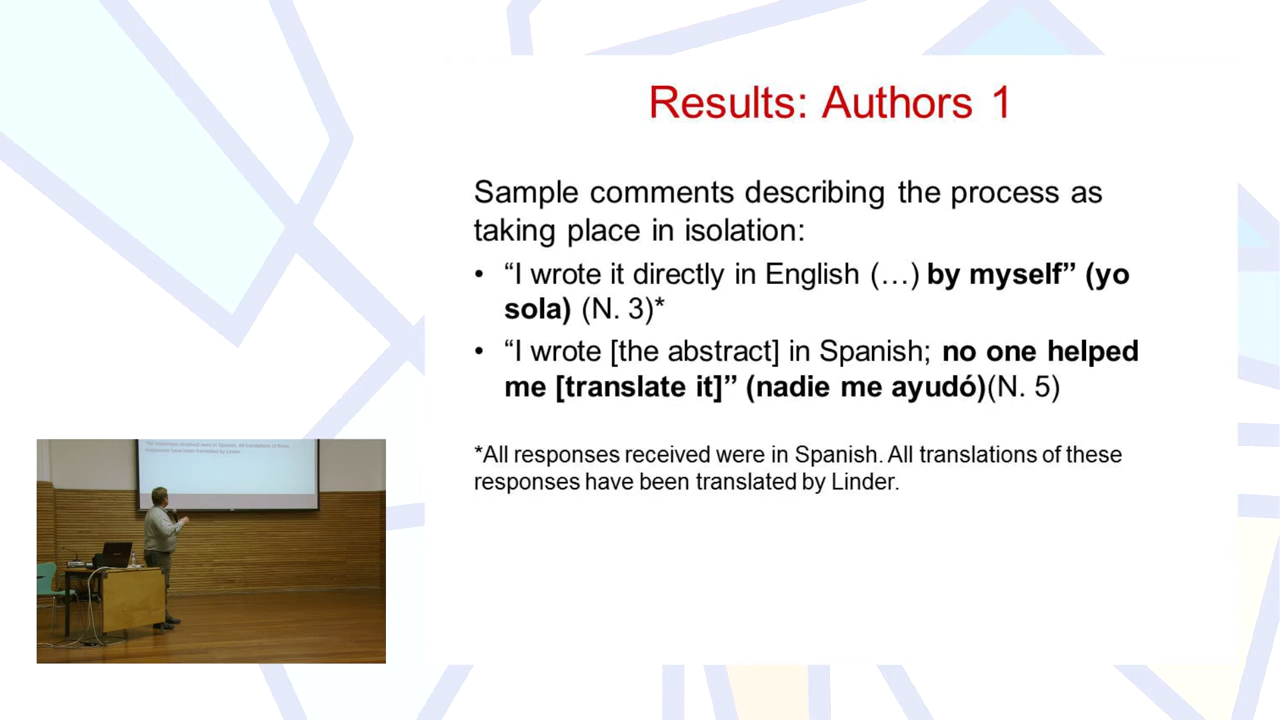 Results: Authors 1
Sample comments describing the process as
taking place in isolation:
• “I wrote it directly in English (…) by myself” (yo
sola) (N. 3)*
• “I wrote [the abstract] in Spanish; no one helped
me [translate it]” (nadie me ayudó)(N. 5)
*All responses received were in Spanish. All translations of these
responses have been translated by Linder.